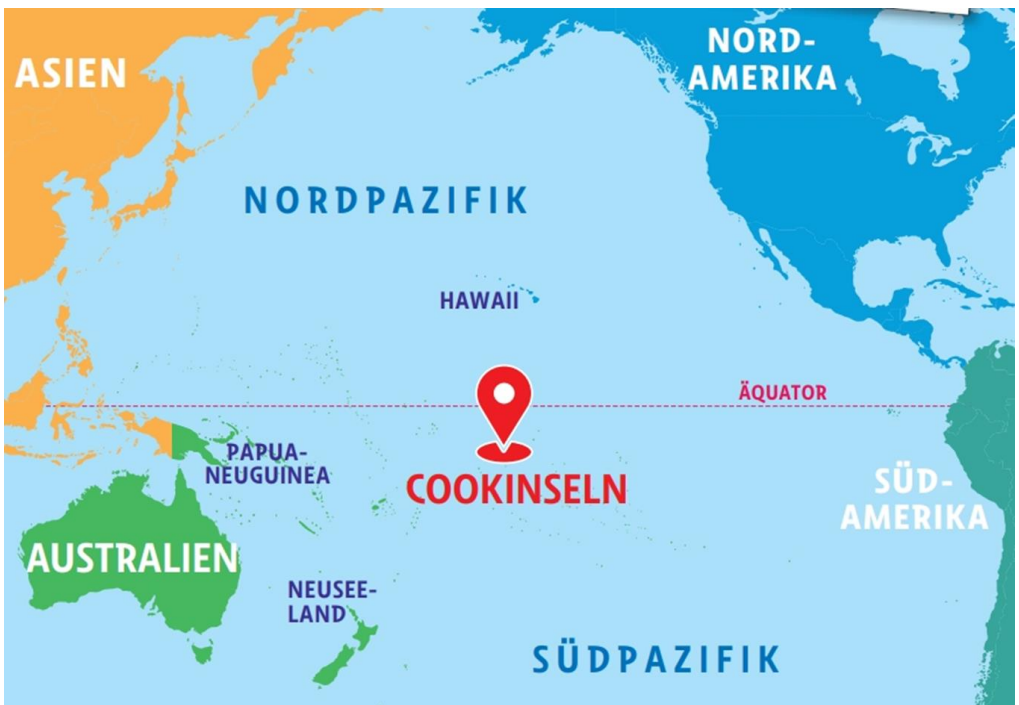 ASIEN
NORD-
AMERIKA
NORDPAZIFIK
HAWAII
ÄQUATOR
PAPUA-
NEUGUINEA
COOKINSELN
SÜD-
AMERIKA
AUSTRALIEN
NEUSEE-
LAND
SÜDPAZIFIK